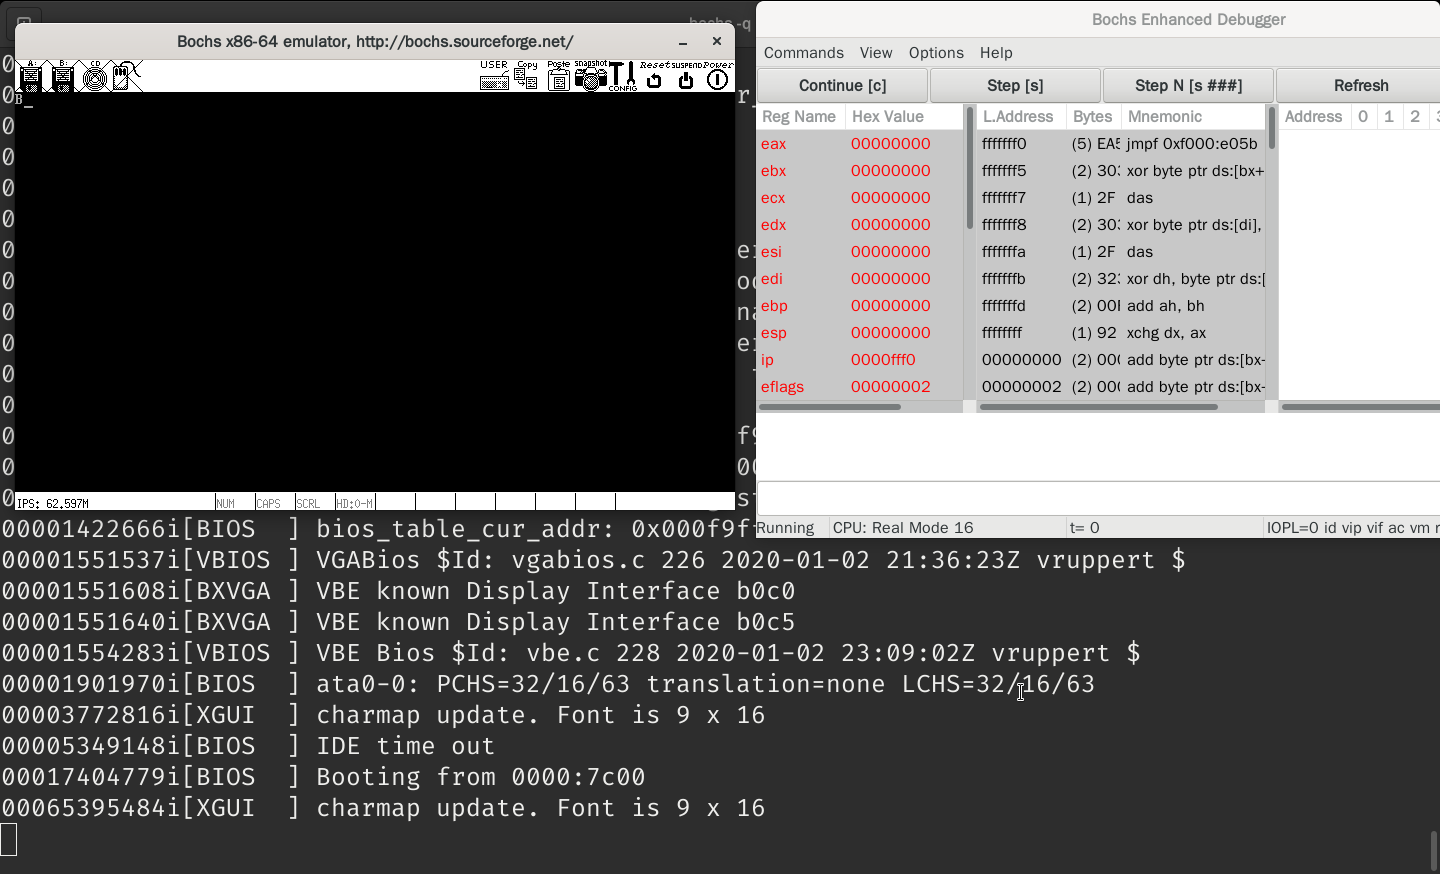 bochs -q
Bochs x86-64 emulator, http://bochs.sourceforge.net/
A: B: CD
USER Copy Paste snapshot CONFIG Reset SUSPEND Power
B_
IPS: 62.597M NUM CAPS SCRL HD:0-M
Bochs Enhanced Debugger
Commands View Options Help
Continue [c] Step [s] Step N [s ###] Refresh
Reg Name Hex Value L.Address Bytes Mnemonic Address 0 1 2 3
eax 00000000 fffffff0 (5) EA5 jmpf 0xf000:e05b
ebx 00000000 fffffff5 (2) 303 xor byte ptr ds:[bx+
ecx 00000000 fffffff7 (1) 2F das
edx 00000000 fffffff8 (2) 303 xor byte ptr ds:[di],
esi 00000000 fffffffa (1) 2F das
edi 00000000 fffffffb (2) 323 xor dh, byte ptr ds:[
ebp 00000000 fffffffd (2) 00 add ah, bh
esp 00000000 ffffffff (1) 92 xchg dx, ax
ip 0000fff0 00000000 (2) 000 add byte ptr ds:[bx+
eflags 00000002 00000002 (2) 000 add byte ptr ds:[bx+
Running CPU: Real Mode 16 t= 0 IOPL=0 id vip vif ac vm r
00001422666i[BIOS ] bios_table_cur_addr: 0x000f9f
00001551537i[VBIOS ] VGABios $Id: vgabios.c 226 2020-01-02 21:36:23Z vruppert $
00001551608i[BXVGA ] VBE known Display Interface b0c0
00001551640i[BXVGA ] VBE known Display Interface b0c5
00001554283i[VBIOS ] VBE Bios $Id: vbe.c 228 2020-01-02 23:09:02Z vruppert $
00001901970i[BIOS ] ata0-0: PCHS=32/16/63 translation=none LCHS=32/16/63
00003772816i[XGUI ] charmap update. Font is 9 x 16
00005349148i[BIOS ] IDE time out
00017404779i[BIOS ] Booting from 0000:7c00
00065395484i[XGUI ] charmap update. Font is 9 x 16